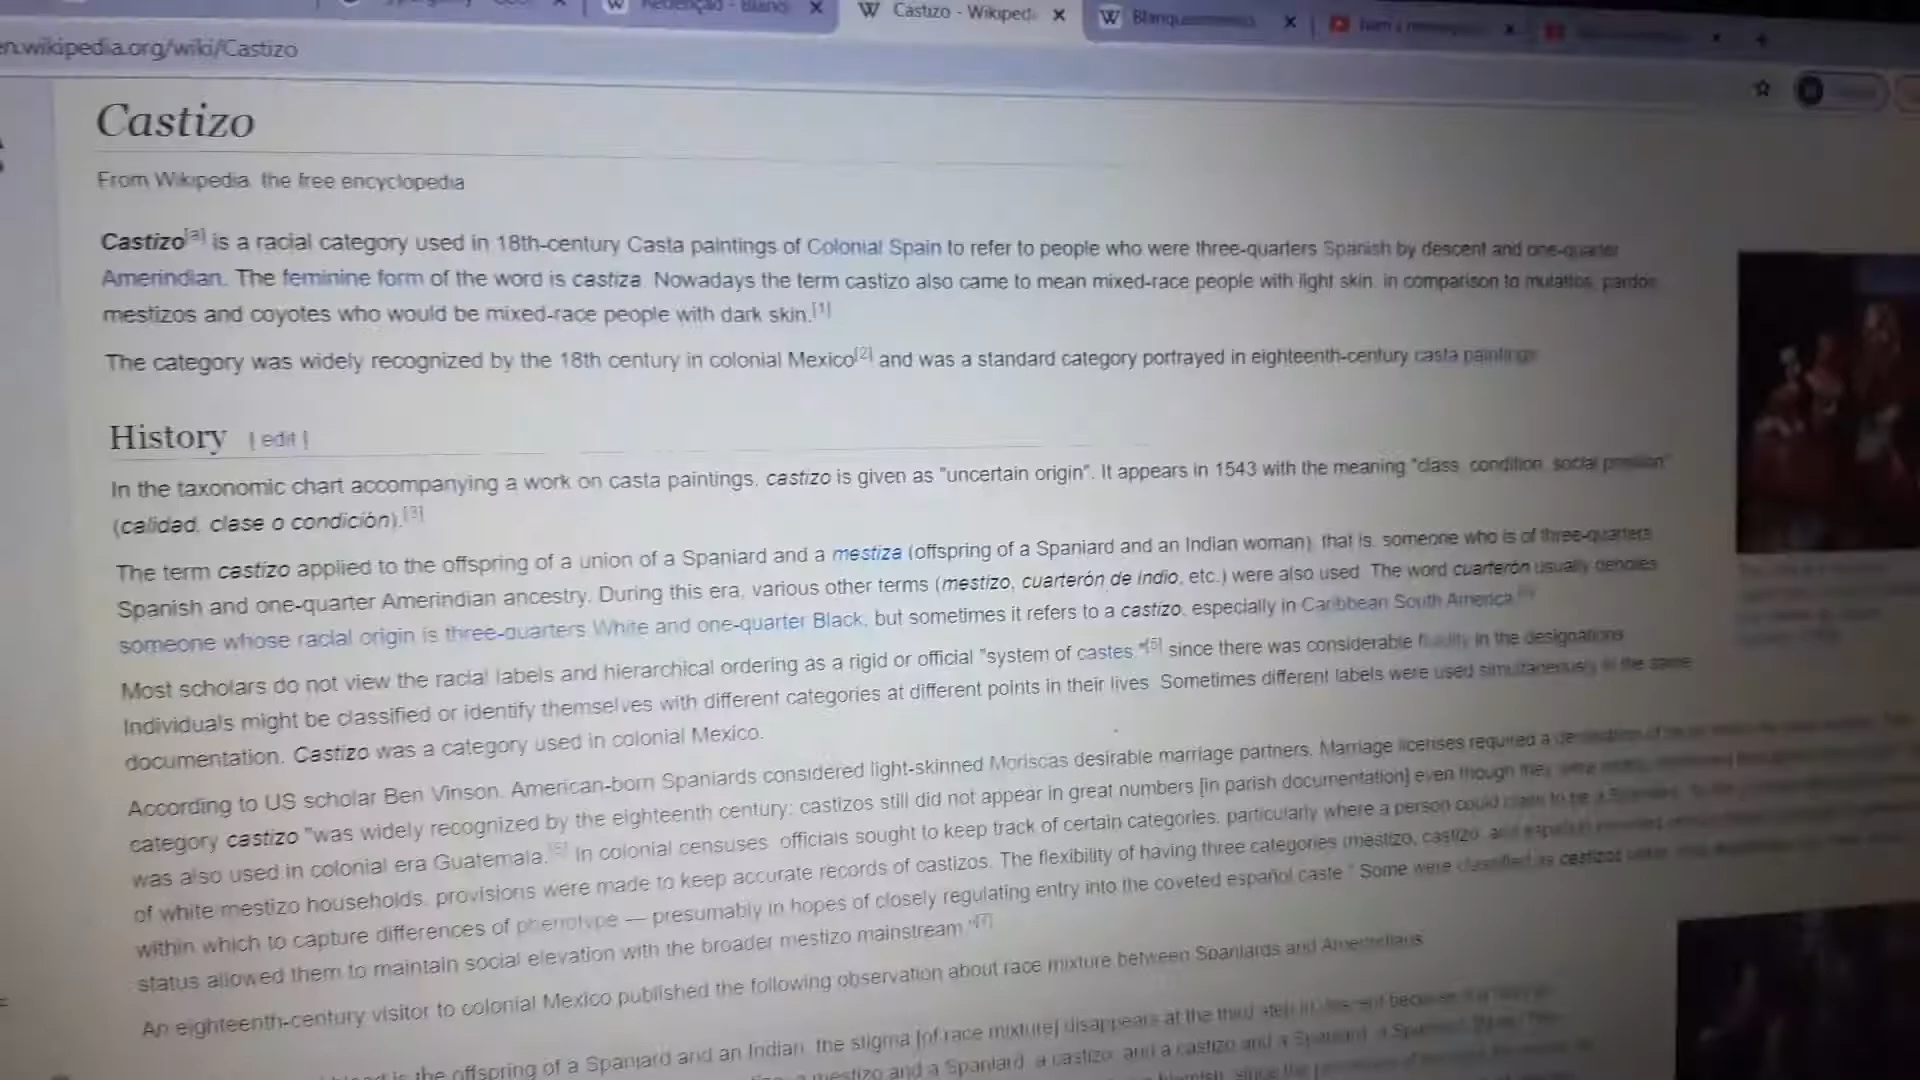 Redenção - Blano
W Castizo - Wikiped
W Blanqueamiento
en.wikipedia.org/wiki/Castizo
Castizo
From Wikipedia, the free encyclopedia
Castizo[a] is a racial category used in 18th-century Casta paintings of Colonial Spain to refer to people who were three-quarters Spanish by descent and one-quarter
Amerindian. The feminine form of the word is castiza. Nowadays the term castizo also came to mean mixed-race people with light skin, in comparison to mulattos, pardos
mestizos and coyotes who would be mixed-race people with dark skin.[1]
The category was widely recognized by the 18th century in colonial Mexico[2] and was a standard category portrayed in eighteenth-century casta paintings
History [ edit ]
In the taxonomic chart accompanying a work on casta paintings, castizo is given as "uncertain origin". It appears in 1543 with the meaning "class, condition, social position"
(calidad, clase o condición).[3]
The term castizo applied to the offspring of a union of a Spaniard and a mestiza (offspring of a Spaniard and an Indian woman), that is, someone who is of three-quarters
Spanish and one-quarter Amerindian ancestry. During this era, various other terms (mestizo, cuarterón de indio, etc.) were also used. The word cuarterón usually denotes
someone whose racial origin is three-quarters White and one-quarter Black, but sometimes it refers to a castizo, especially in Caribbean South America.
Most scholars do not view the racial labels and hierarchical ordering as a rigid or official "system of castes,"[5] since there was considerable fluidity in the designations
Individuals might be classified or identify themselves with different categories at different points in their lives. Sometimes different labels were used simultaneously in the same
documentation. Castizo was a category used in colonial Mexico.
According to US scholar Ben Vinson, American-born Spaniards considered light-skinned Moriscas desirable marriage partners. Marriage licenses required a
category castizo "was widely recognized by the eighteenth century; castizos still did not appear in great numbers [in parish documentation] even though they were
was also used in colonial era Guatemala. In colonial censuses, officials sought to keep track of certain categories, particularly where a person could claim to be a
of white mestizo households, provisions were made to keep accurate records of castizos. The flexibility of having three categories (mestizo, castizo, and español
within which to capture differences of phenotype — presumably in hopes of closely regulating entry into the coveted español caste." Some were classified as castizos
status allowed them to maintain social elevation with the broader mestizo mainstream."[7]
An eighteenth-century visitor to colonial Mexico published the following observation about race mixture between Spaniards and Amerindians
is the offspring of a Spaniard and an Indian, the stigma [of race mixture] disappears at the third step in descent because
a mestizo and a Spaniard, a castizo; and a castizo and a Spaniard, a